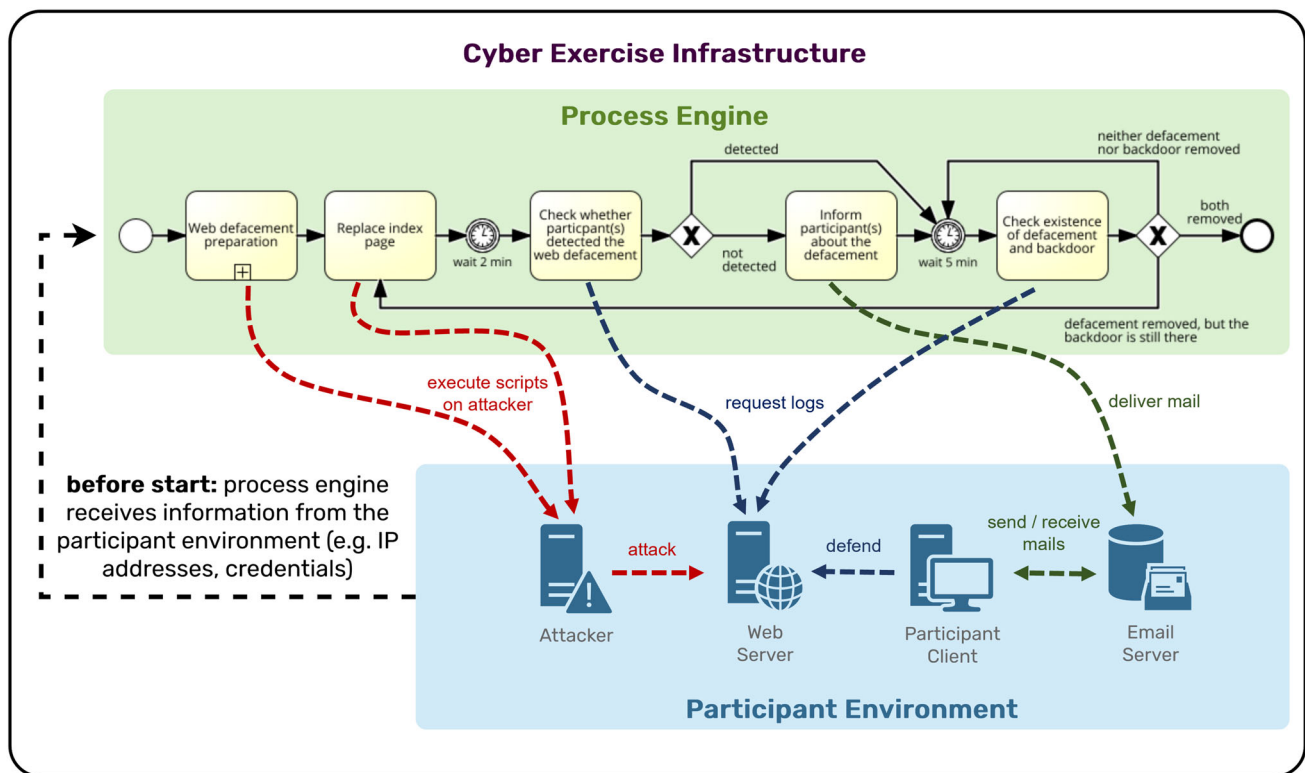 Cyber Exercise Infrastructure
Process Engine
neither defacement
nor backdoor removed
detected
Web defacement
preparation
Replace index
page
wait 2 min
Check whether
particpant(s)
detected the
web defacement
X
not
detected
Inform
participant(s)
about the
defacement
wait 5 min
Check existence
of defacement
and backdoor
X
both
removed
defacement removed, but the
backdoor is still there
execute scripts
on attacker
request logs
deliver mail
before start: process engine
receives information from the
participant environment (e.g. IP
addresses, credentials)
attack
defend
send / receive
mails
Attacker
Web
Server
Participant
Client
Email
Server
Participant Environment